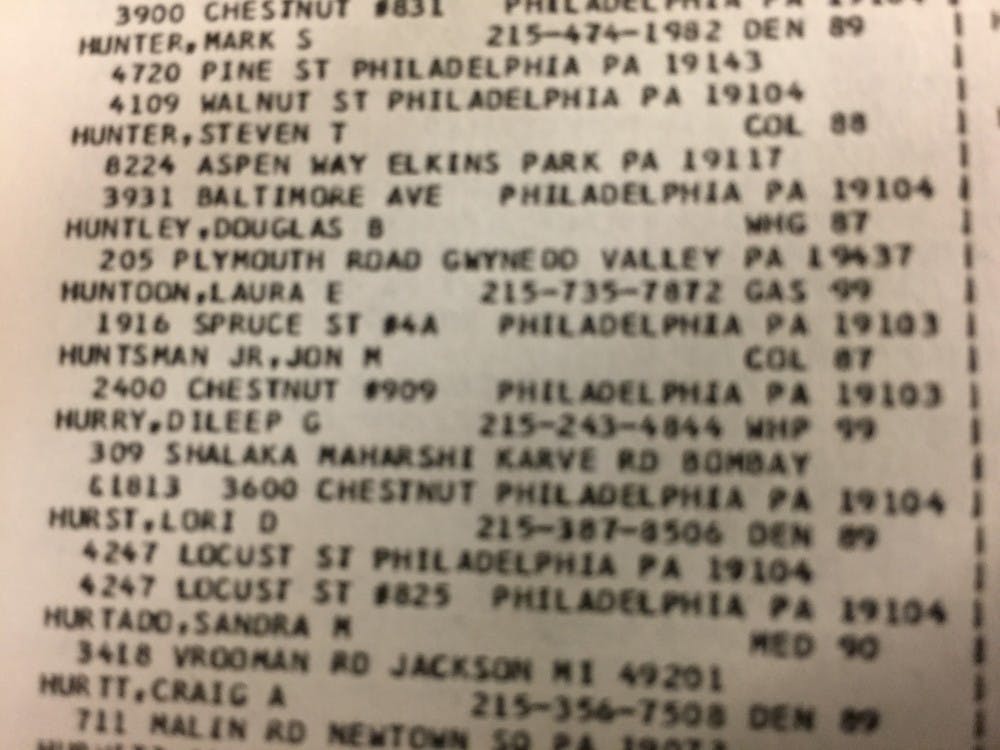 3900 CHESTNUT #831 PHILADELPHIA PA 19104
HUNTER,MARK S 215-474-1982 DEN 89
4720 PINE ST PHILADELPHIA PA 19143
4109 WALNUT ST PHILADELPHIA PA 19104
HUNTER,STEVEN T COL 88
8224 ASPEN WAY ELKINS PARK PA 19117
3931 BALTIMORE AVE PHILADELPHIA PA 19104
HUNTLEY,DOUGLAS B WHG 87
205 PLYMOUTH ROAD GWYNEDD VALLEY PA 19437
HUNTOON,LAURA E 215-735-7872 GAS 99
1916 SPRUCE ST #4A PHILADELPHIA PA 19103
HUNTSMAN JR,JON M COL 87
2400 CHESTNUT #909 PHILADELPHIA PA 19103
HURRY,DILEEP G 215-243-4844 WHP 99
309 SHALAKA MAHARSHI KARVE RD BOMBAY
&1813 3600 CHESTNUT PHILADELPHIA PA 19104
HURST,LORI D 215-387-8506 DEN 89
4247 LOCUST ST PHILADELPHIA PA 19104
4247 LOCUST ST #825 PHILADELPHIA PA 19104
HURTADO,SANDRA M MED 90
3418 VROOMAN RD JACKSON MI 49201
HURTT,CRAIG A 215-356-7508 DEN 89
711 MALIN RD NEWTOWN SQ PA 19073